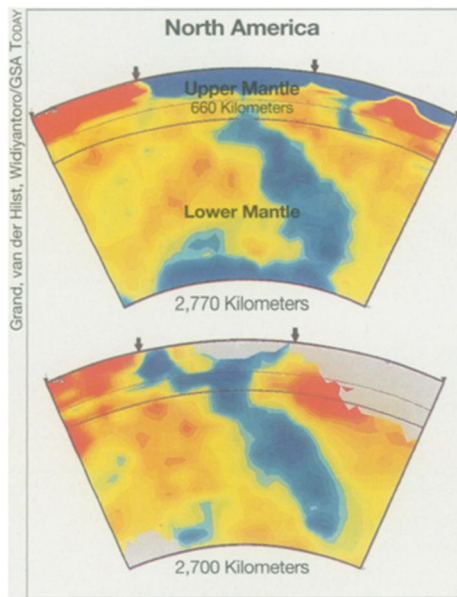 North America
Grand, van der Hilst, Widiyantoro/GSA TODAY
Upper Mantle
660 Kilometers
Lower Mantle
2,770 Kilometers
2,700 Kilometers